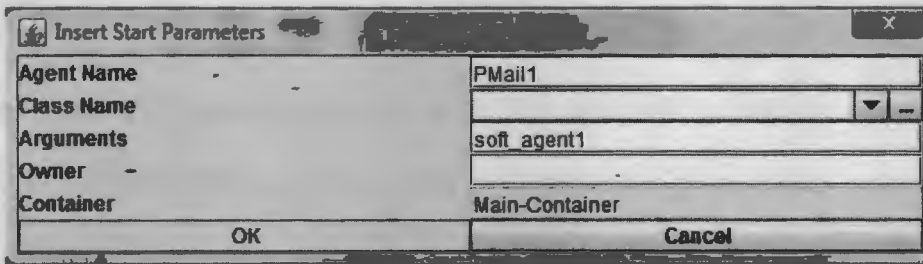 Insert Start Parameters
Agent Name PMail1
Class Name
Arguments soft_agent1
Owner
Container Main-Container
OK Cancel